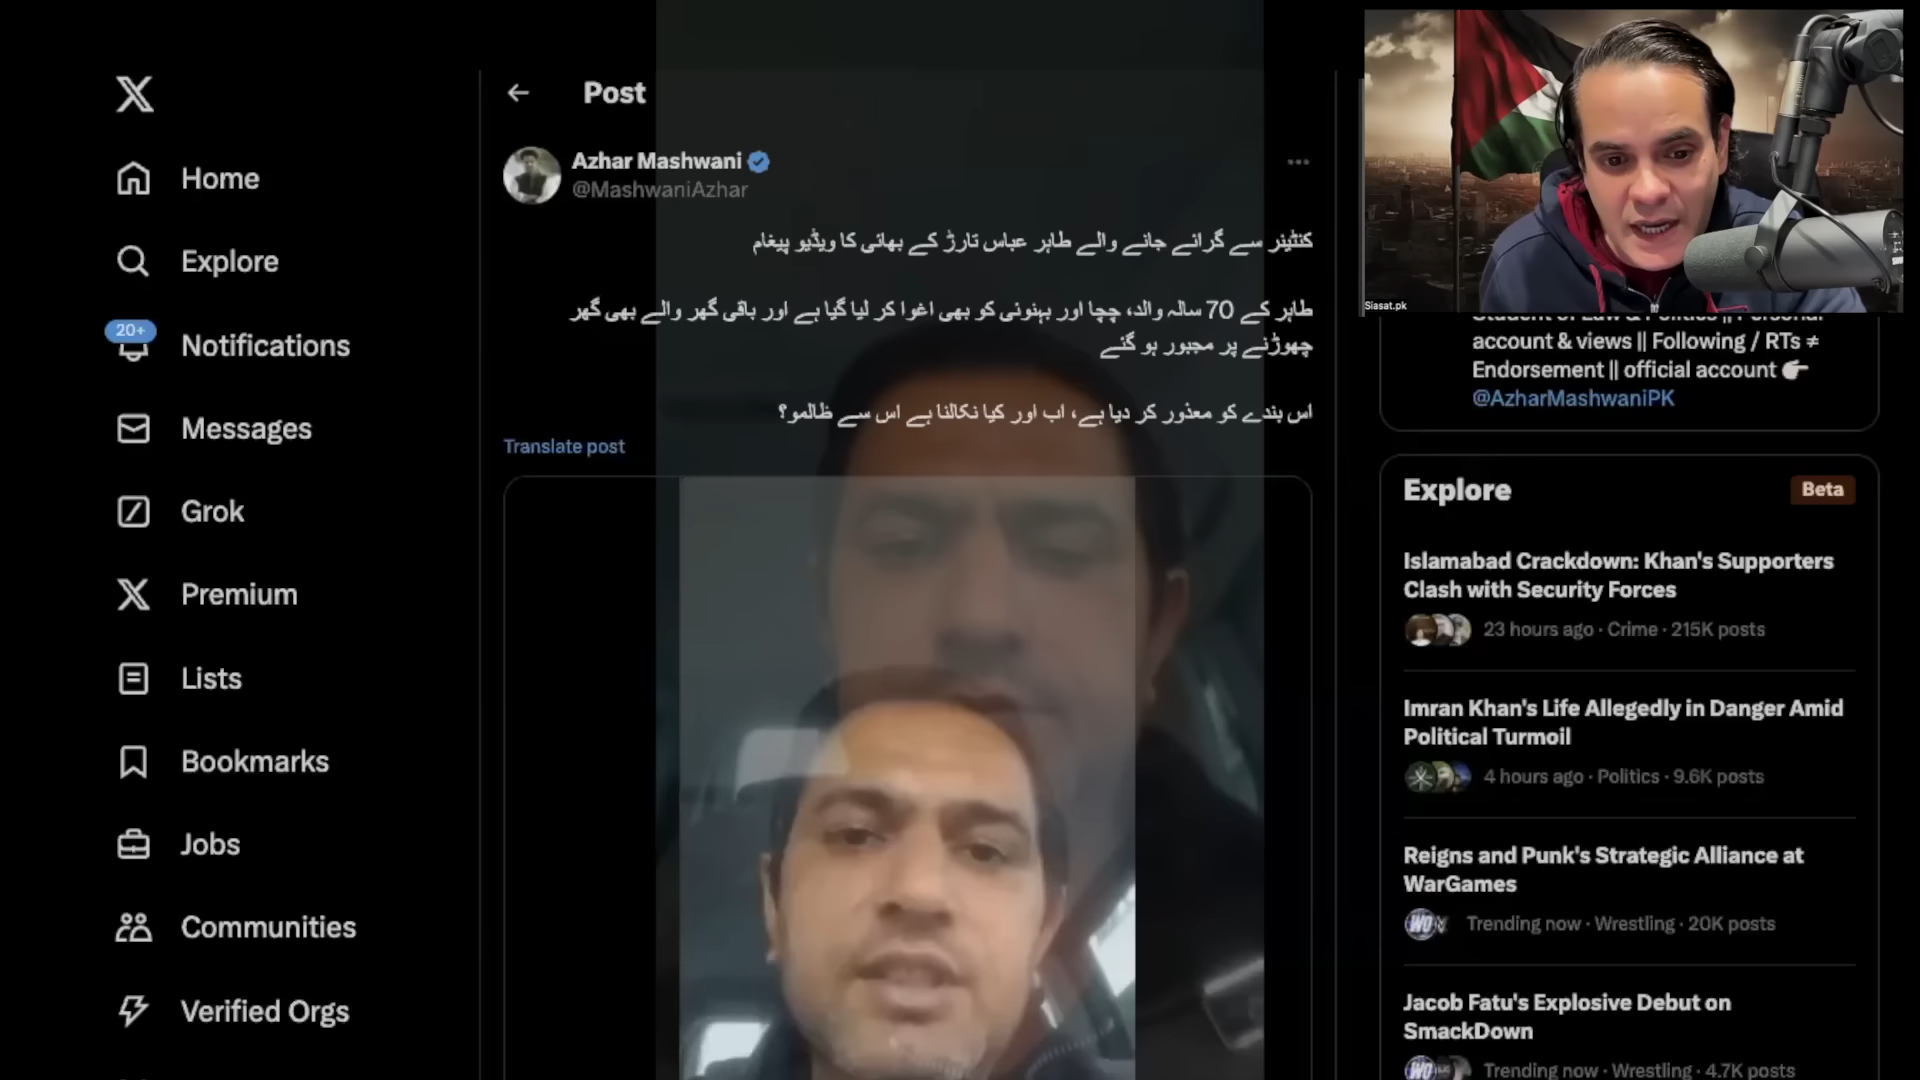 Home
Explore
20+
Notifications
Messages
Grok
Premium
Lists
Bookmarks
Jobs
Communities
Verified Orgs
Post
Azhar Mashwani
@MashwaniAzhar
کنٹینر سے گرائے جانے والے طاہر عباس تارڑ کے بھائی کا ویڈیو پیغام
طاہر کے 70 سالہ والد، چچا اور بہنوئی کو بھی اغوا کر لیا گیا ہے اور باقی گھر والے بھی گھر
چھوڑنے پر مجبور ہو گئے
اس بندے کو معذور کر دیا ہے، اب اور کیا نکالنا ہے اس سے ظالمو؟
Translate post
Siasat.pk
Student of Law & Politics || Personal
account & views || Following / RTs ≠
Endorsement || official account
@AzharMashwaniPK
Explore
Beta
Islamabad Crackdown: Khan's Supporters
Clash with Security Forces
23 hours ago · Crime · 215K posts
Imran Khan's Life Allegedly in Danger Amid
Political Turmoil
4 hours ago · Politics · 9.6K posts
Reigns and Punk's Strategic Alliance at
WarGames
Trending now · Wrestling · 20K posts
Jacob Fatu's Explosive Debut on
SmackDown
Trending now · Wrestling · 4.7K posts